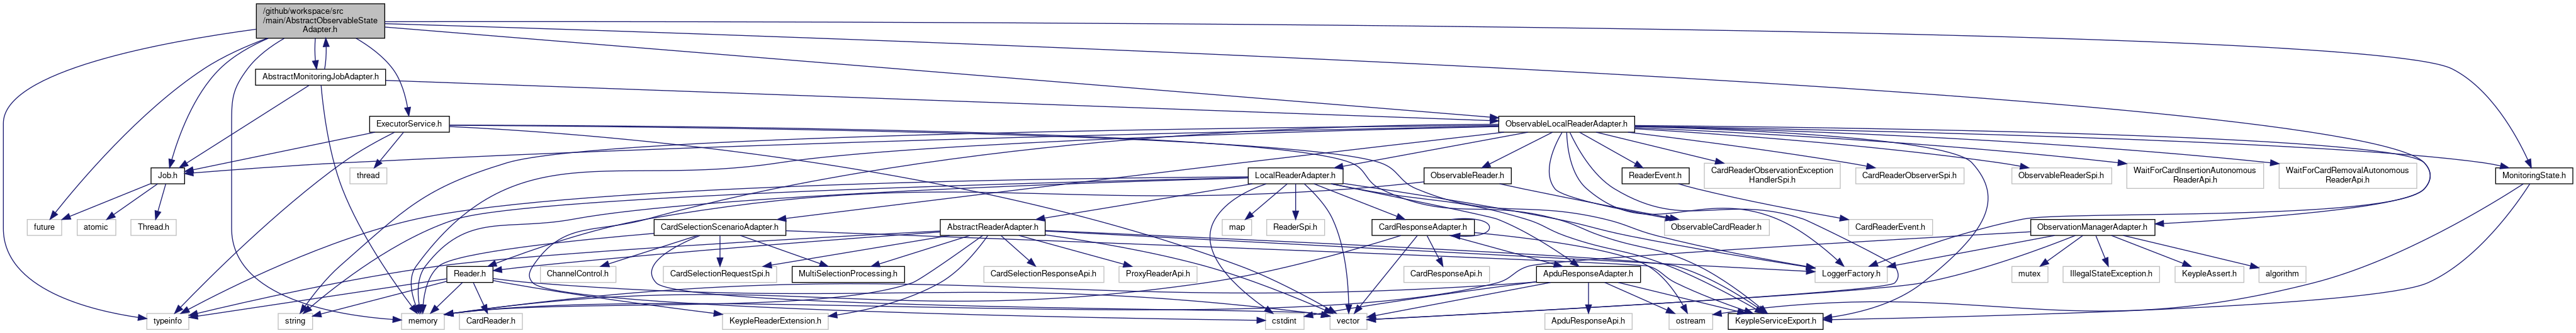 /github/workspace/src
/main/AbstractObservableState
Adapter.h
AbstractMonitoringJobAdapter.h
ExecutorService.h
ObservableLocalReaderAdapter.h
Job.h
thread
LocalReaderAdapter.h
ObservableReader.h
ReaderEvent.h
CardReaderObservationException
HandlerSpi.h
CardReaderObserverSpi.h
ObservableReaderSpi.h
WaitForCardInsertionAutonomous
ReaderApi.h
WaitForCardRemovalAutonomous
ReaderApi.h
MonitoringState.h
future
atomic
Thread.h
CardSelectionScenarioAdapter.h
AbstractReaderAdapter.h
map
ReaderSpi.h
CardResponseAdapter.h
ObservableCardReader.h
CardReaderEvent.h
ObservationManagerAdapter.h
Reader.h
ChannelControl.h
CardSelectionRequestSpi.h
MultiSelectionProcessing.h
CardSelectionResponseApi.h
ProxyReaderApi.h
CardResponseApi.h
ApduResponseAdapter.h
LoggerFactory.h
mutex
IllegalStateException.h
KeypleAssert.h
algorithm
typeinfo
string
memory
CardReader.h
KeypleReaderExtension.h
cstdint
vector
ApduResponseApi.h
ostream
KeypleServiceExport.h